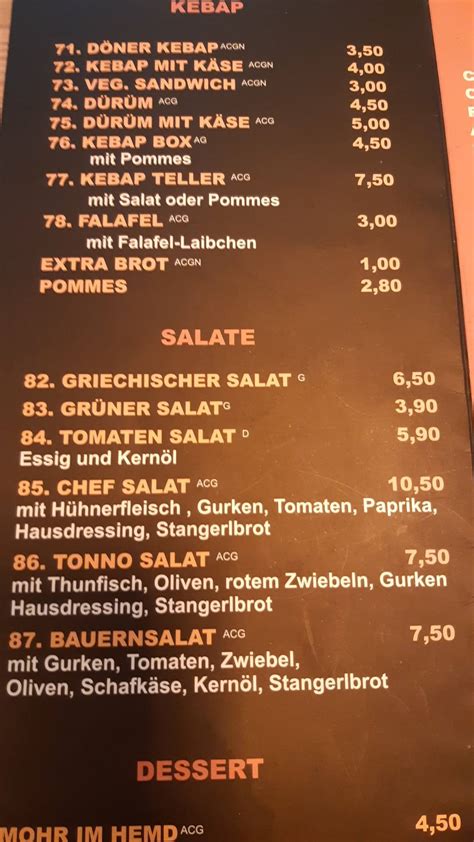 KEBAP
71. DÖNER KEBAP ACGN 3,50
72. KEBAP MIT KÄSE ACGN 4,00
73. VEG. SANDWICH ACGN 3,00
74. DÜRÜM ACG 4,50
75. DÜRÜM MIT KÄSE ACG 5,00
76. KEBAP BOX AG 4,50
mit Pommes
77. KEBAP TELLER ACG 7,50
mit Salat oder Pommes
78. FALAFEL ACG 3,00
mit Falafel-Laibchen
EXTRA BROT ACGN 1,00
POMMES 2,80
SALATE
82. GRIECHISCHER SALAT G 6,50
83. GRÜNER SALAT G 3,90
84. TOMATEN SALAT D 5,90
Essig und Kernöl
85. CHEF SALAT ACG 10,50
mit Hühnerfleisch , Gurken, Tomaten, Paprika,
Hausdressing, Stangerlbrot
86. TONNO SALAT ACG 7,50
mit Thunfisch, Oliven, rotem Zwiebeln, Gurken
Hausdressing, Stangerlbrot
87. BAUERNSALAT ACG 7,50
mit Gurken, Tomaten, Zwiebel,
Oliven, Schafkäse, Kernöl, Stangerlbrot
DESSERT
MOHR IM HEMD ACG 4,50